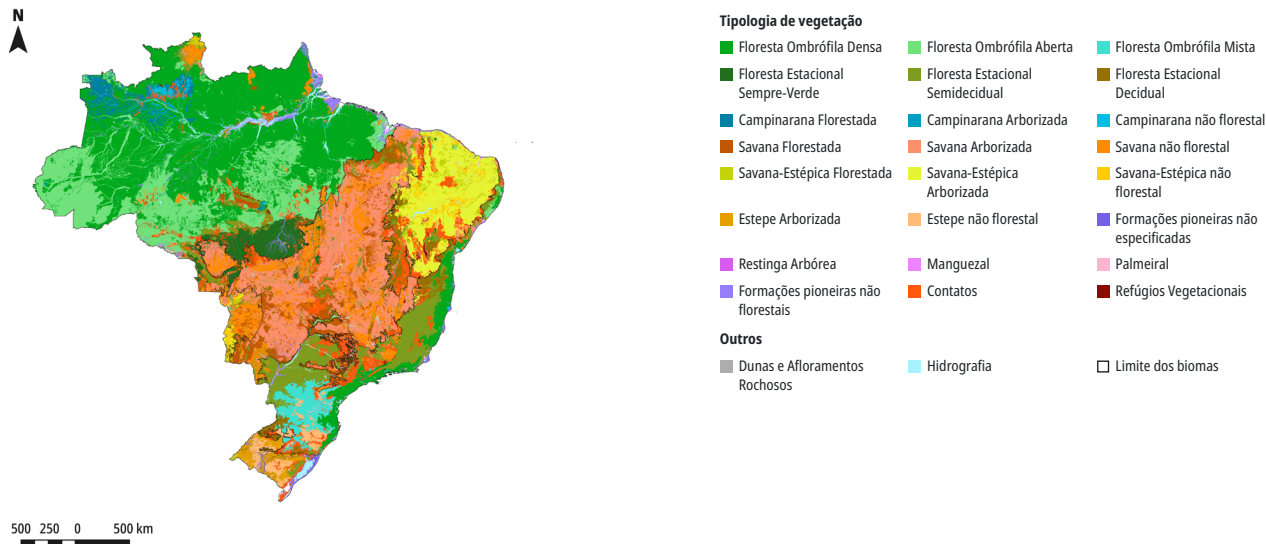 N
500 250 0 500 km
Tipologia de vegetação
Floresta Ombrófila Densa
Floresta Ombrófila Aberta
Floresta Ombrófila Mista
Floresta Estacional
Sempre-Verde
Floresta Estacional
Semidecidual
Floresta Estacional
Decidual
Campinarana Florestada
Campinarana Arborizada
Campinarana não florestal
Savana Florestada
Savana Arborizada
Savana não florestal
Savana-Estépica Florestada
Savana-Estépica
Arborizada
Savana-Estépica não
florestal
Estepe Arborizada
Estepe não florestal
Formações pioneiras não
especificadas
Restinga Arbórea
Manguezal
Palmeiral
Formações pioneiras não
florestais
Contatos
Refúgios Vegetacionais
Outros
Dunas e Afloramentos
Rochosos
Hidrografia
Limite dos biomas